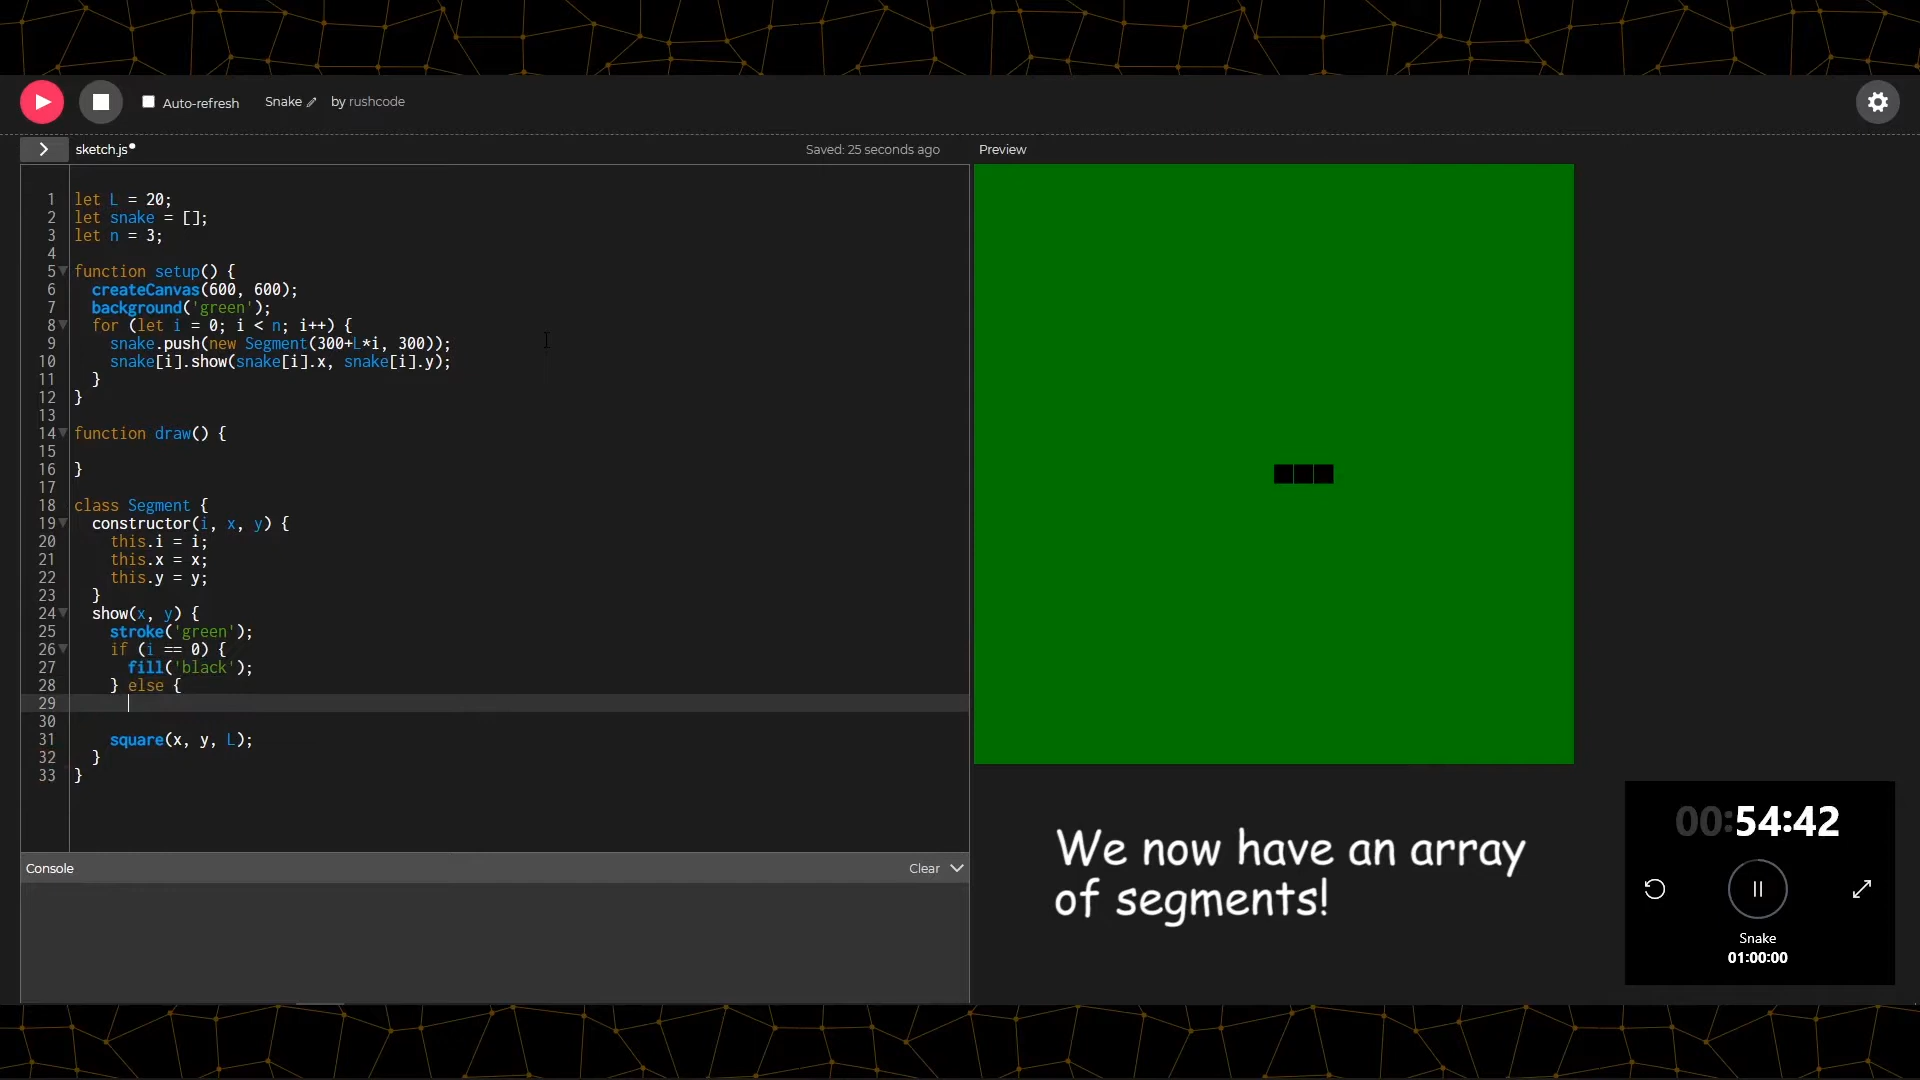 Auto-refresh Snake by rushcode
sketch.js Saved: 25 seconds ago Preview
1 let L = 20;
2 let snake = [];
3 let n = 3;
4
5 function setup() {
6 createCanvas(600, 600);
7 background('green');
8 for (let i = 0; i < n; i++) {
9 snake.push(new Segment(300+L*i, 300));
10 snake[i].show(snake[i].x, snake[i].y);
11 }
12 }
13
14 function draw() {
15
16 }
17
18 class Segment {
19 constructor(i, x, y) {
20 this.i = i;
21 this.x = x;
22 this.y = y;
23 }
24 show(x, y) {
25 stroke('green');
26 if (i == 0) {
27 fill('black');
28 } else {
29
30
31 square(x, y, L);
32 }
33 }
Console Clear
We now have an array
of segments!
00:54:42
Snake
01:00:00